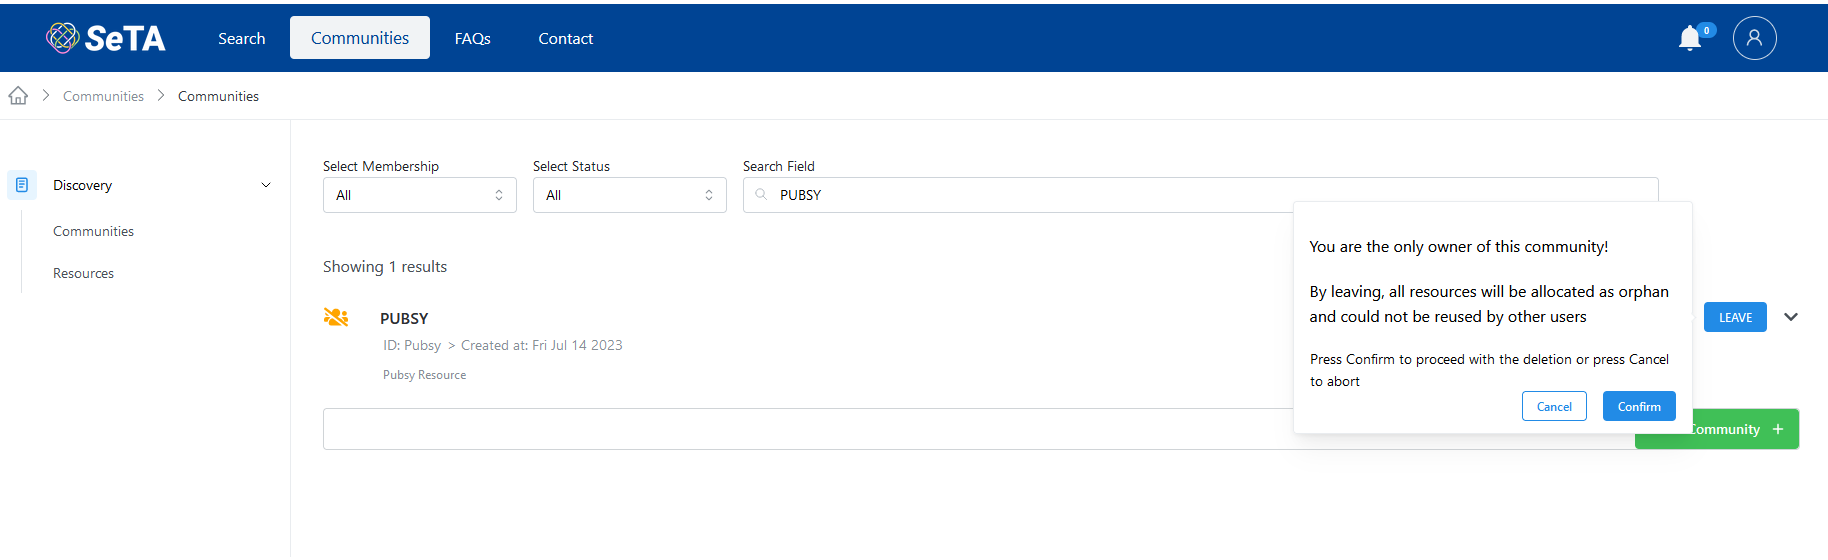 SeTA
Search
Communities
FAQs
Contact
0
Communities
Communities
Discovery
Communities
Resources
Select Membership
All
Select Status
All
Search Field
PUBSY
Showing 1 results
PUBSY
ID: Pubsy > Created at: Fri Jul 14 2023
Pubsy Resource
You are the only owner of this community!
By leaving, all resources will be allocated as orphan
and could not be reused by other users
Press Confirm to proceed with the deletion or press Cancel
to abort
Cancel
Confirm
LEAVE
Community +